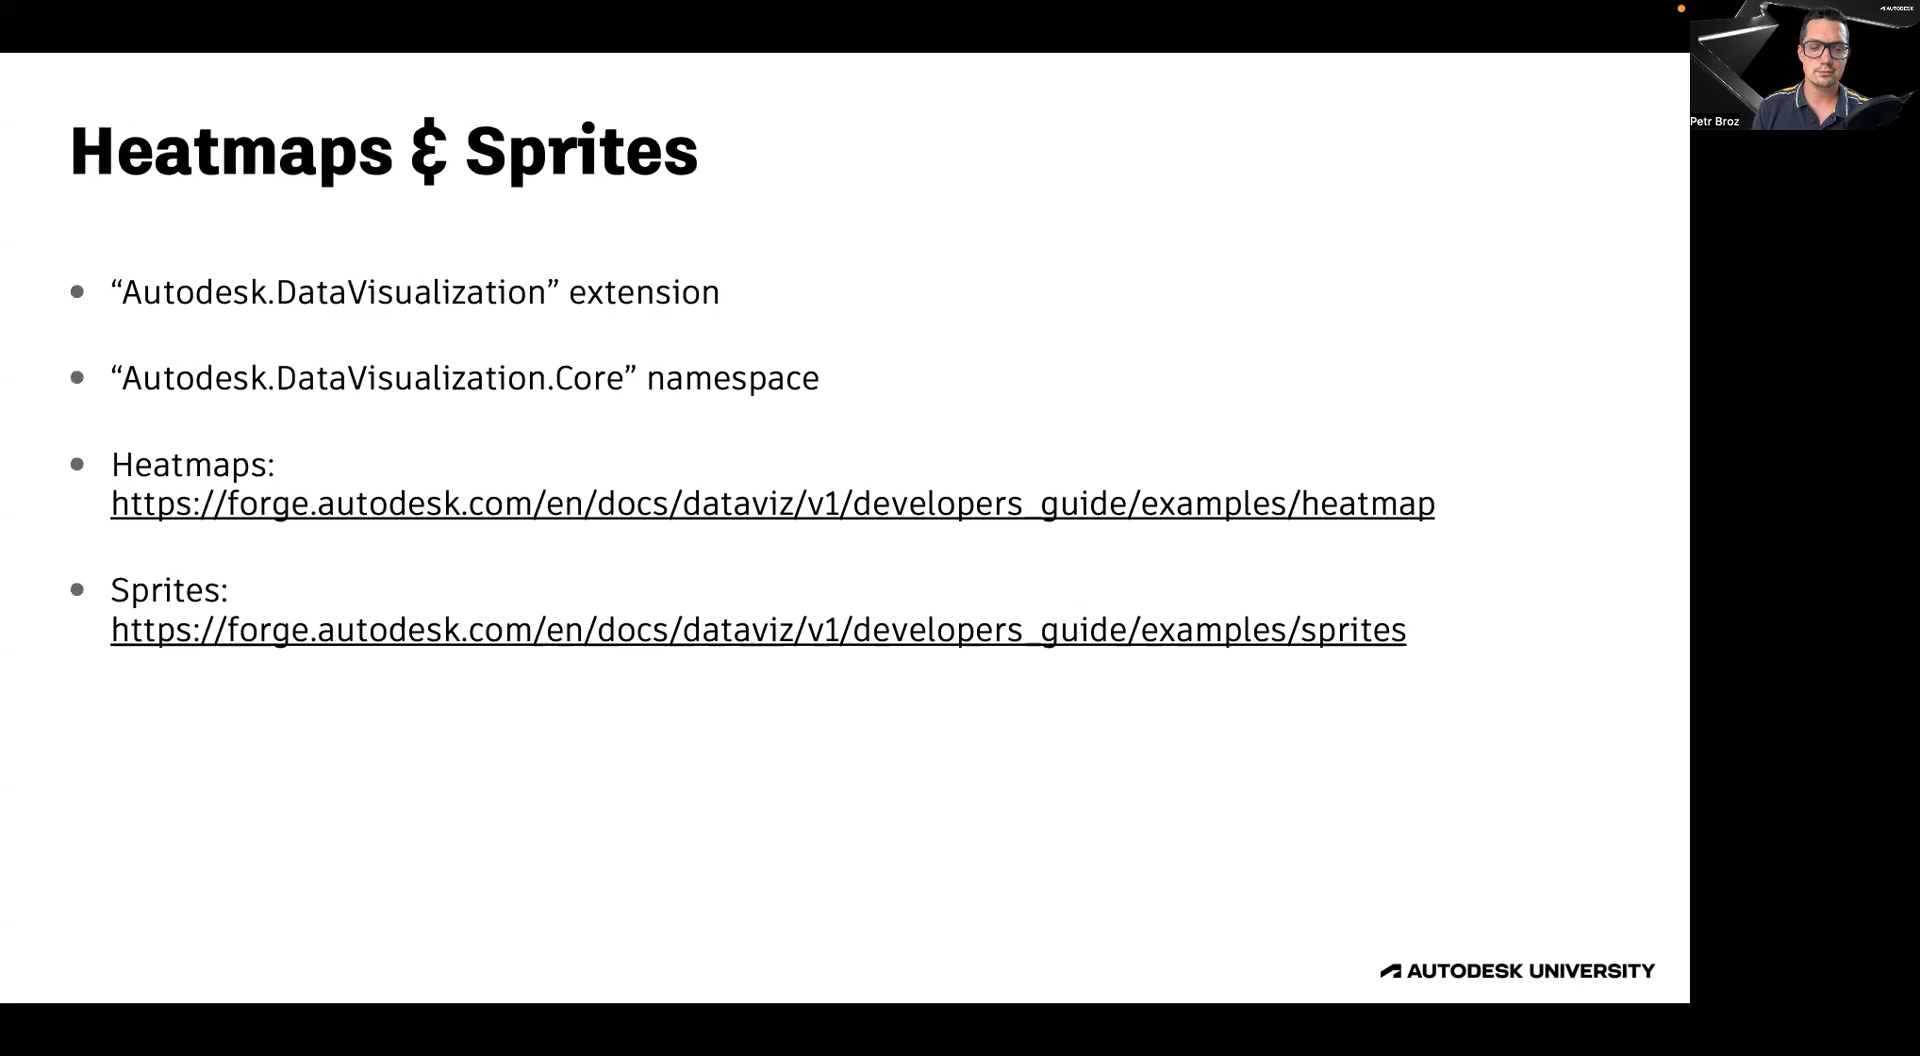 AUTODESK
Petr Broz
Heatmaps & Sprites
“Autodesk.DataVisualization” extension
“Autodesk.DataVisualization.Core” namespace
Heatmaps:
https://forge.autodesk.com/en/docs/dataviz/v1/developers_guide/examples/heatmap
Sprites:
https://forge.autodesk.com/en/docs/dataviz/v1/developers_guide/examples/sprites
AUTODESK UNIVERSITY